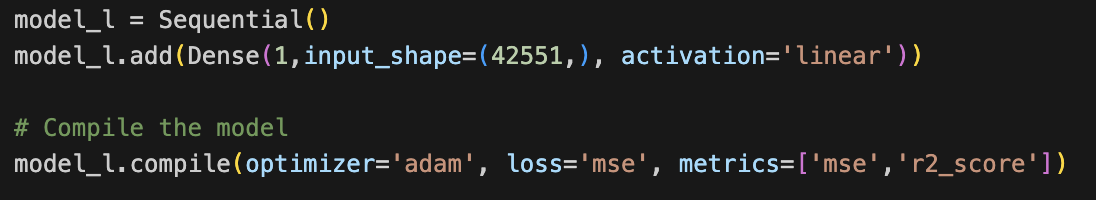 model_l = Sequential()
model_l.add(Dense(1,input_shape=(42551,), activation='linear'))
# Compile the model
model_l.compile(optimizer='adam', loss='mse', metrics=['mse','r2_score'])